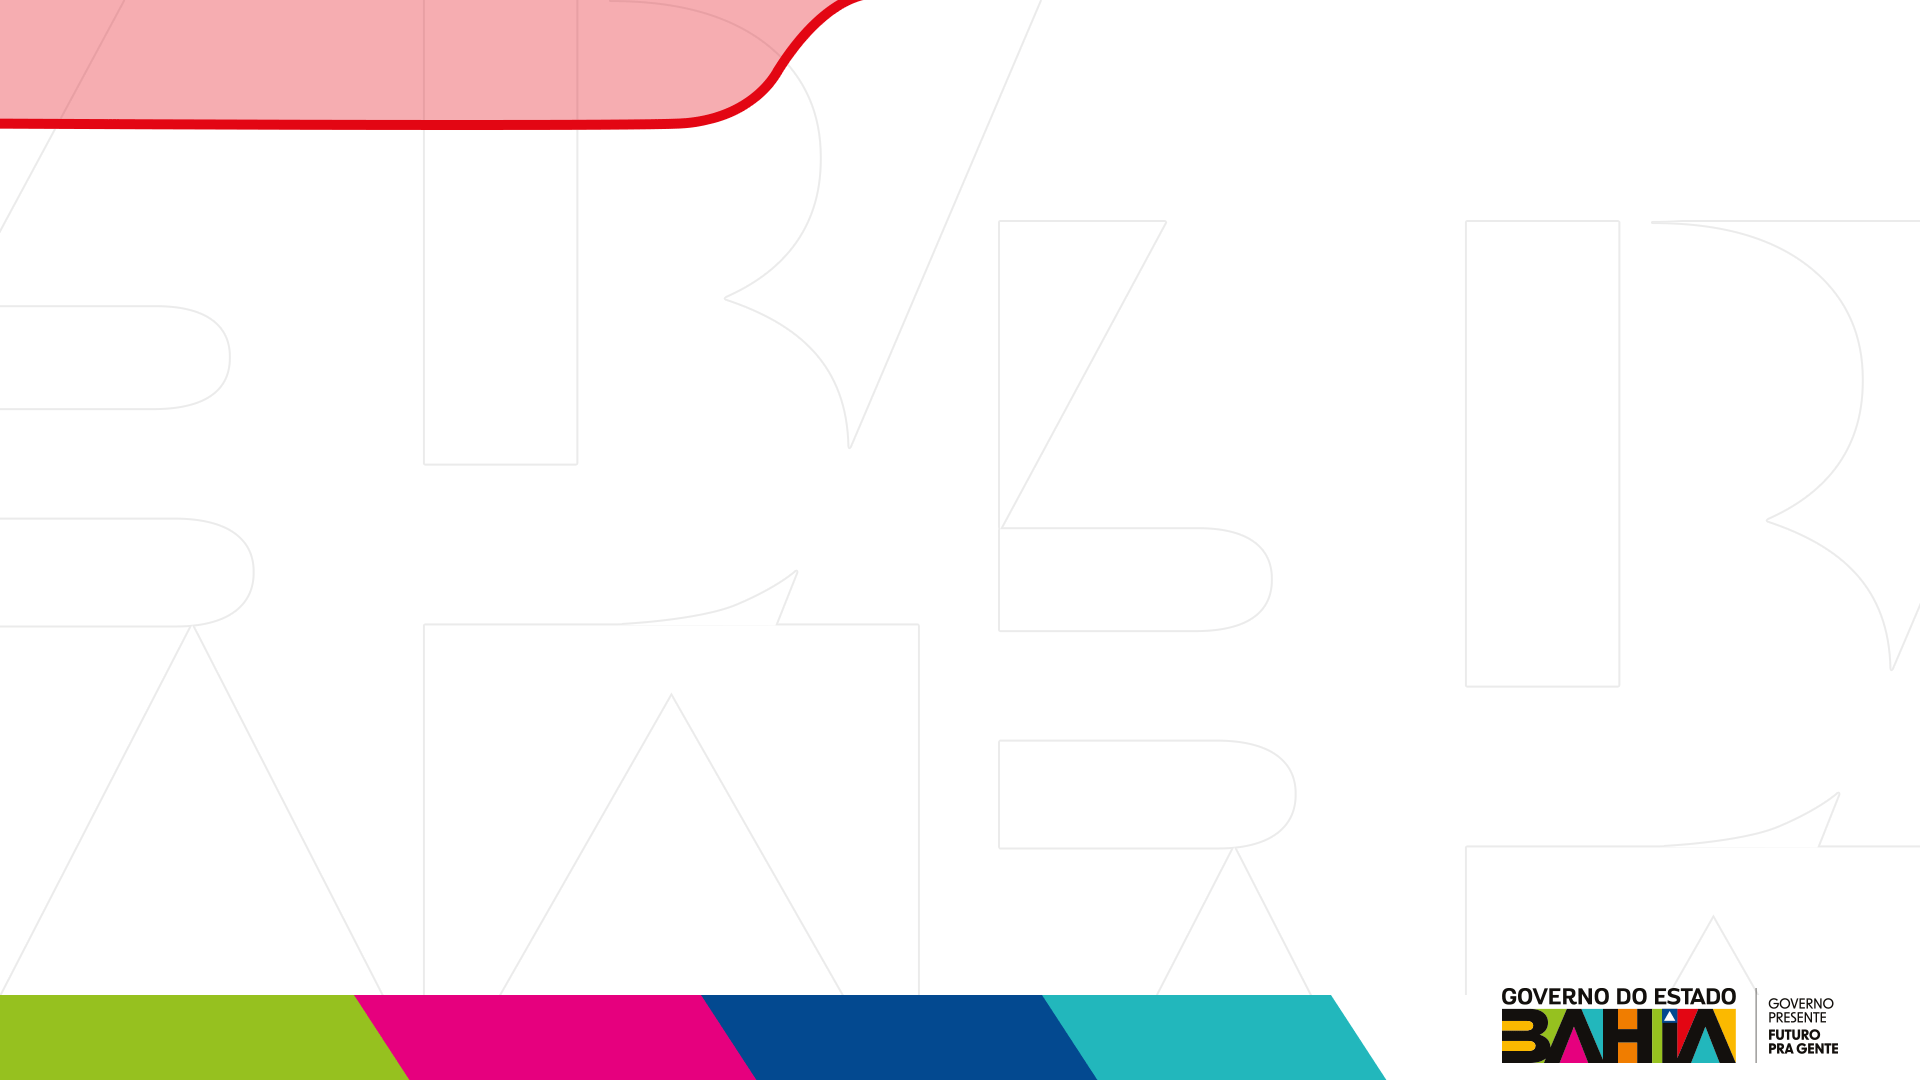 GOVERNO DO ESTADO
BAHIA
GOVERNO
PRESENTE
FUTURO
PRA GENTE